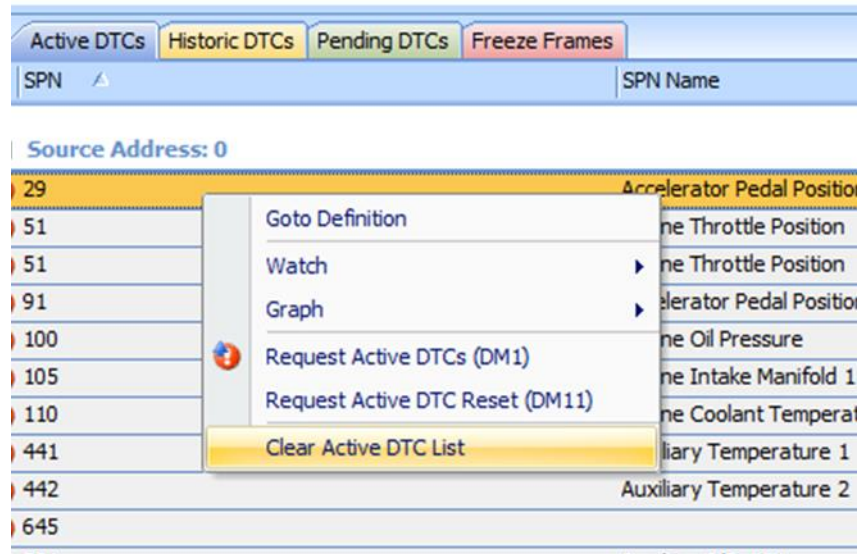 Active DTCs Historic DTCs Pending DTCs Freeze Frames
SPN SPN Name
Source Address: 0
29 Accelerator Pedal Position
51 ne Throttle Position
Goto Definition
51 ne Throttle Position
Watch
91 elerator Pedal Position
Graph
100 ne Oil Pressure
Request Active DTCs (DM1)
105 ne Intake Manifold 1
Request Active DTC Reset (DM11)
110 ne Coolant Temperat
Clear Active DTC List
441 liary Temperature 1
442 Auxiliary Temperature 2
645